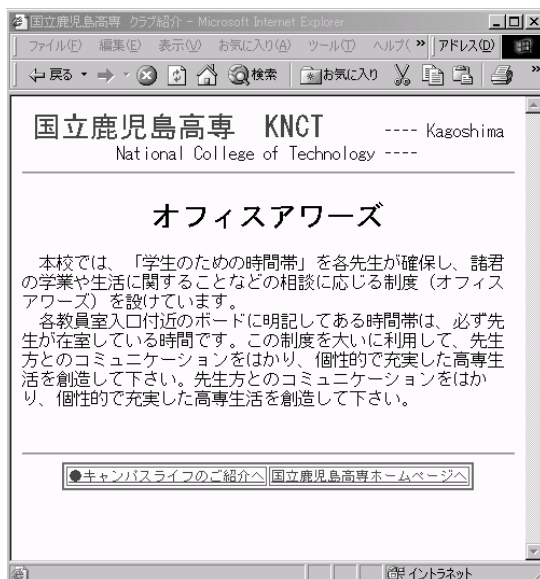 国立鹿児島高専 クラブ紹介 - Microsoft Internet Explorer
ファイル(F) 編集(E) 表示(V) お気に入り(A) ツール(T) ヘルプ( » アドレス(D)
戻る 検索 お気に入り »
国立鹿児島高専 KNCT ---- Kagoshima
National College of Technology ----
オフィスアワーズ
本校では、「学生のための時間帯」を各先生が確保し、諸君
の学業や生活に関することなどの相談に応じる制度（オフィス
アワーズ）を設けています。
各教員室入口付近のボードに明記してある時間帯は、必ず先
生が在室している時間です。この制度を大いに利用して、先生
方とのコミュニケーションをはかり、個性的で充実した高専生
活を創造して下さい。先生方とのコミュニケーションをはか
り、個性的で充実した高専生活を創造して下さい。
●キャンパスライフのご紹介へ 国立鹿児島高専ホームページへ
イントラネット